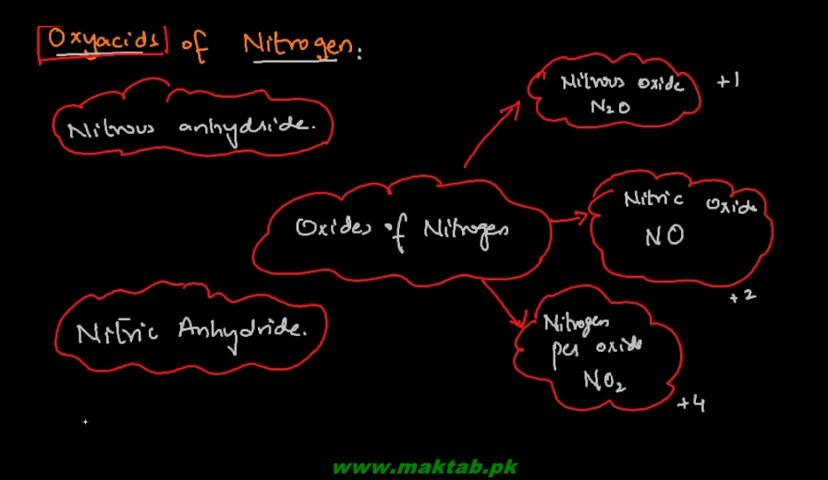 Oxyacids of Nitrogen:
Nitrous anhydride.
Oxides of Nitrogen
Nitrous oxide
N2O
+1
Nitric Oxide
NO
+2
Nitric Anhydride.
Nitrogen
per oxide
NO2
+4
www.maktab.pk